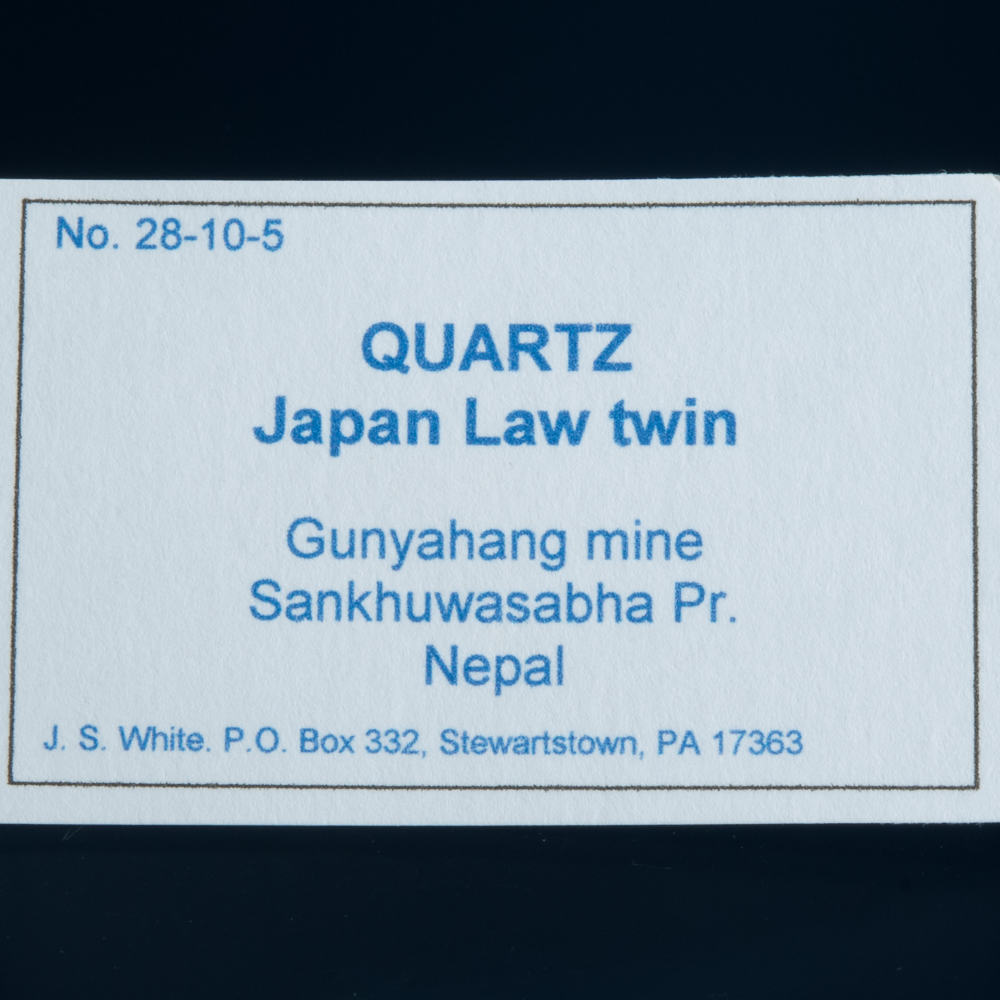 No. 28-10-5
QUARTZ
Japan Law twin
Gunyahang mine
Sankhuwasabha Pr.
Nepal
J. S. White. P.O. Box 332, Stewartstown, PA 17363